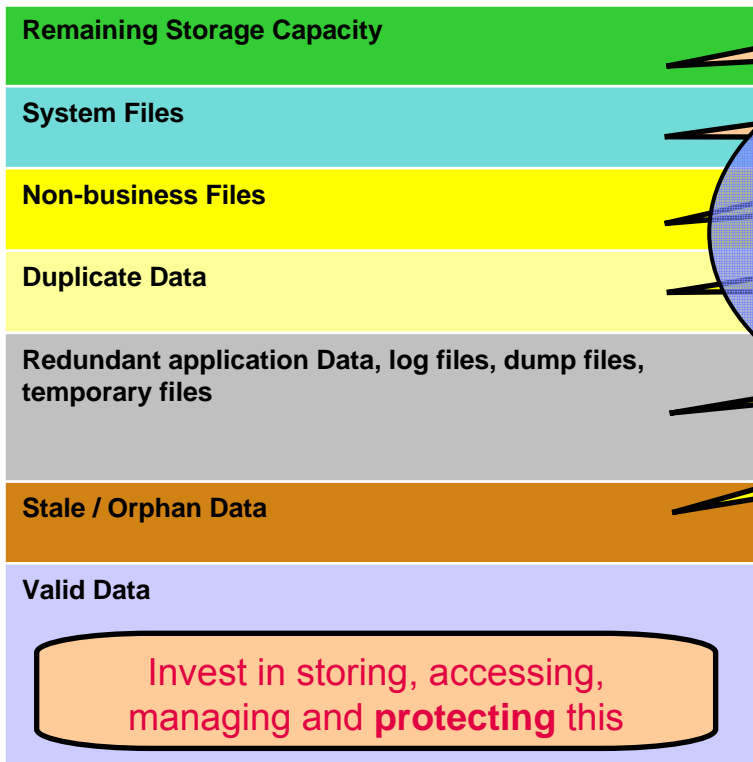 Remaining Storage Capacity
System Files
Non-business Files
Duplicate Data
Redundant application Data, log files, dump files,
temporary files
Stale / Orphan Data
Valid Data
Invest in storing, accessing,
managing and protecting this